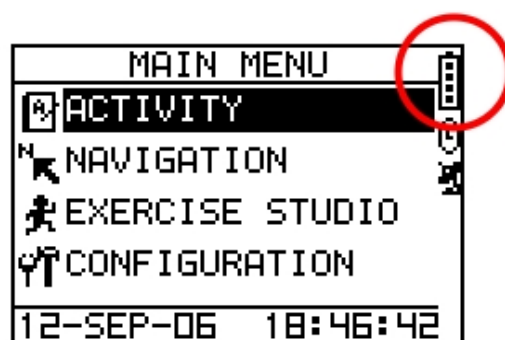 MAIN MENU
ACTIVITY
NAVIGATION
EXERCISE STUDIO
CONFIGURATION
12-SEP-06 18:46:42